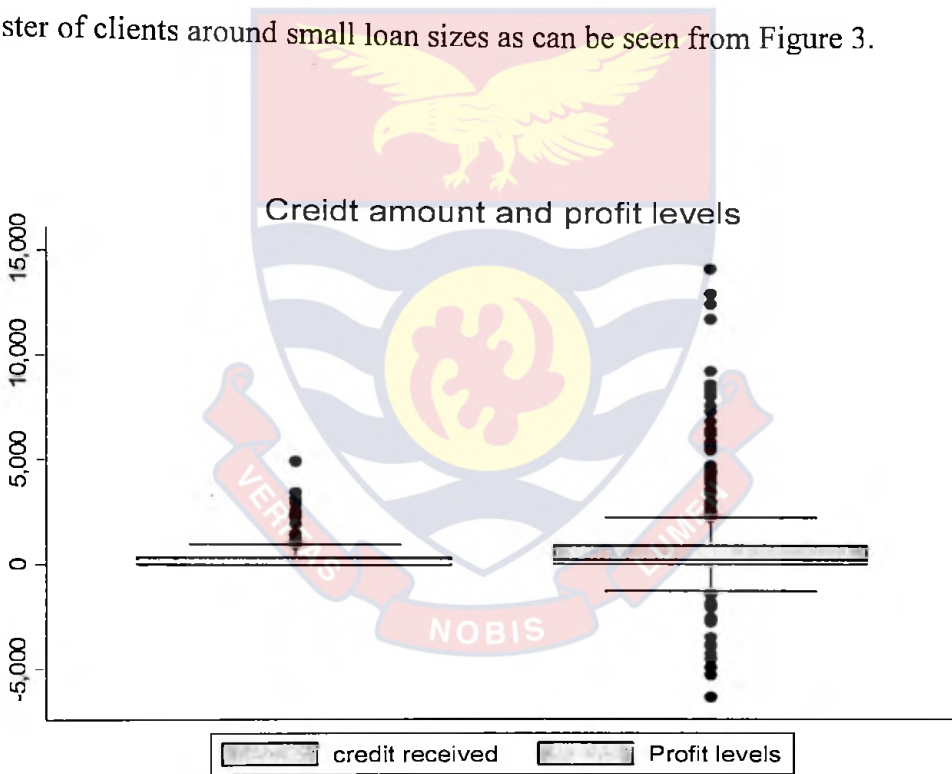 ster of clients around small loan sizes as can be seen from Figure 3.
Creidt amount and profit levels
15,000
10,000
5,000
0
-5,000
VERITAS
NOBIS
LUMEN
credit received
Profit levels